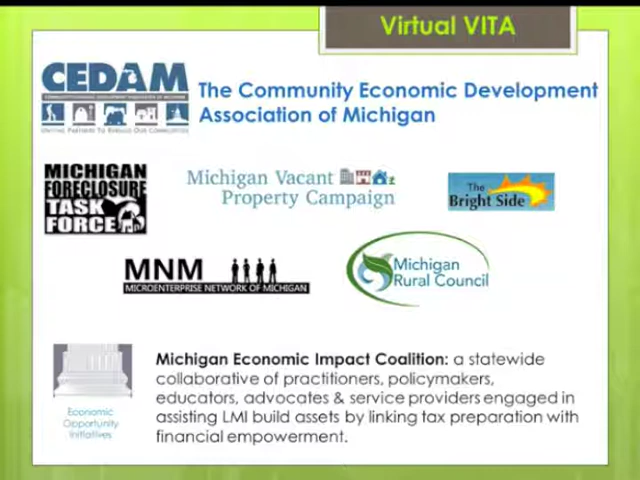 Virtual VITA
CEDAM
The Community Economic Development
Association of Michigan
MICHIGAN
FORECLOSURE
TASK
FORCE
Michigan Vacant
Property Campaign
The
Bright Side
MNM
MICROENTERPRISE NETWORK OF MICHIGAN
Michigan
Rural Council
Economic
Opportunity
Initiatives
Michigan Economic Impact Coalition: a statewide
collaborative of practitioners, policymakers,
educators, advocates & service providers engaged in
assisting LMI build assets by linking tax preparation with
financial empowerment.